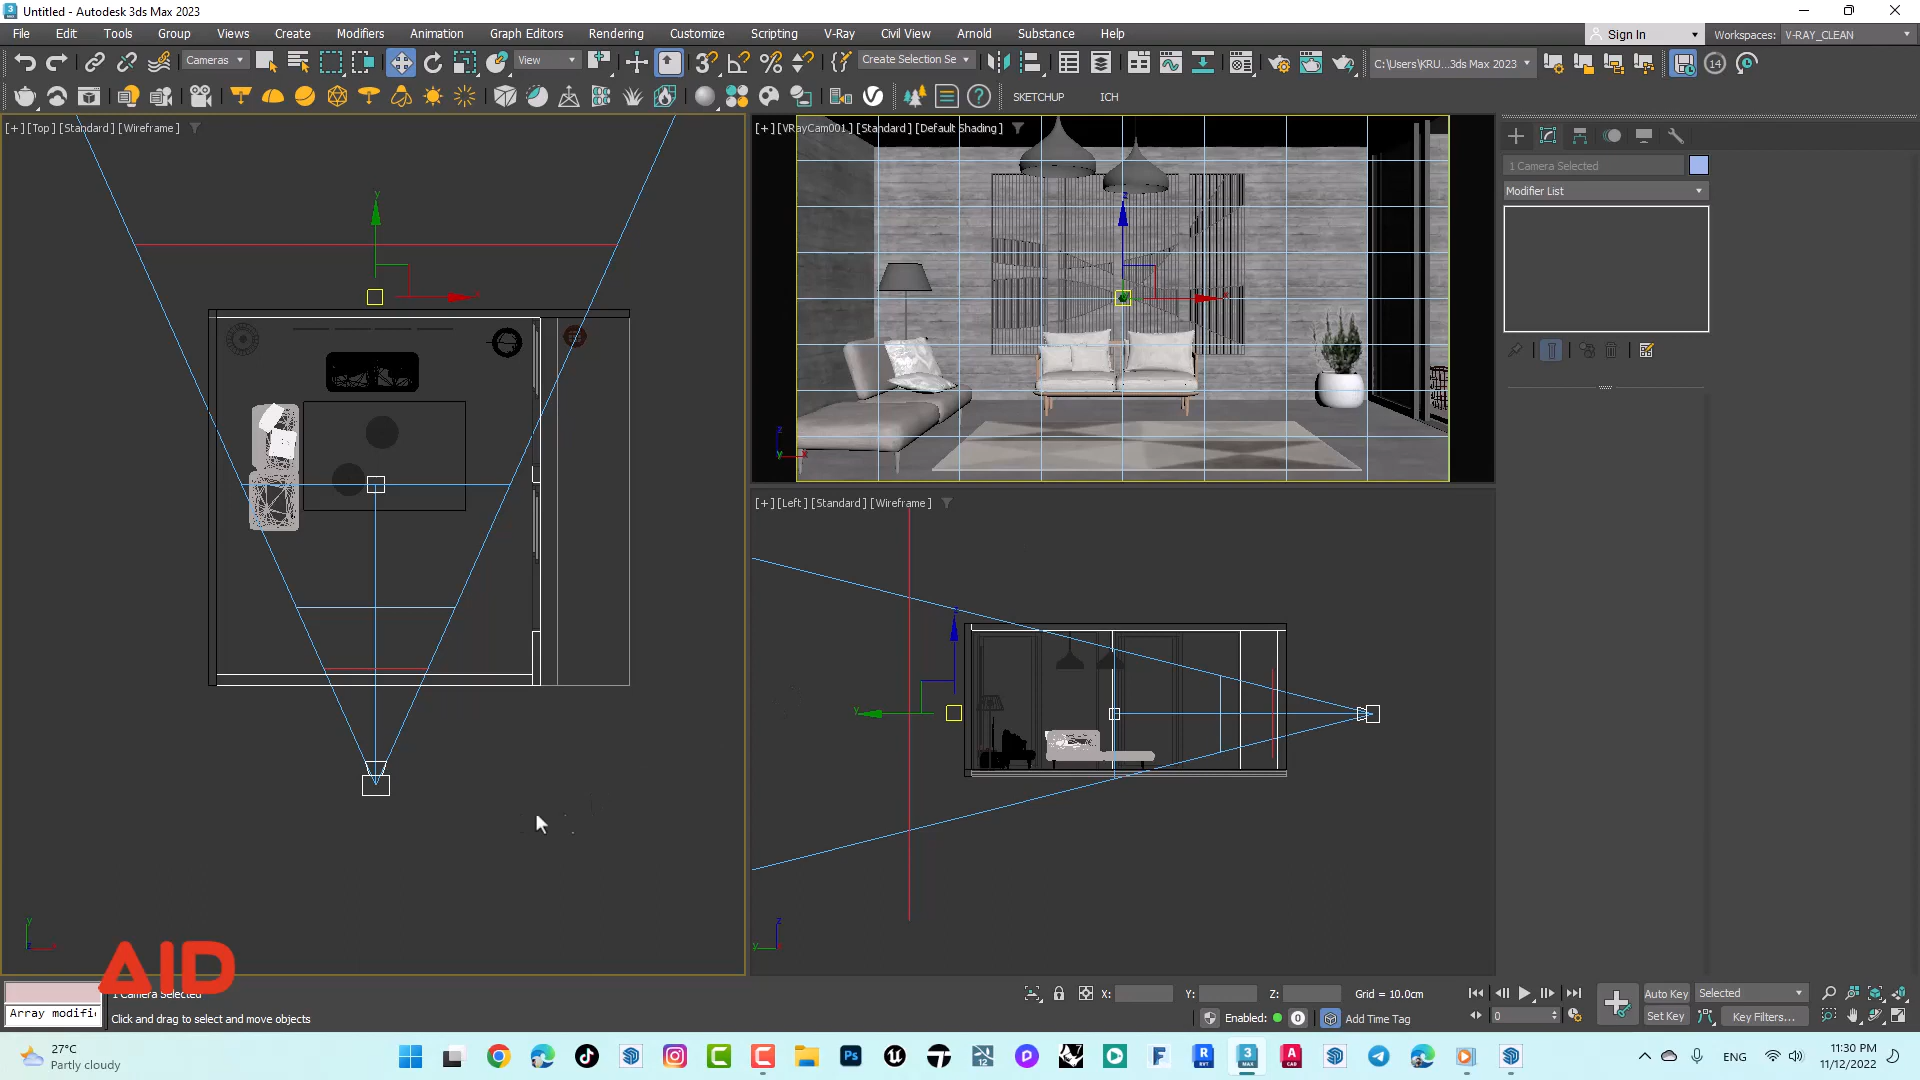 Untitled - Autodesk 3ds Max 2023
File Edit Tools Group Views Create Modifiers Animation Graph Editors Rendering Customize Scripting V-Ray Civil View Arnold Substance Help
Sign In Workspaces: V-RAY_CLEAN
Cameras View Create Selection Se C:\Users\KRU...3ds Max 2023 14
SKETCHUP ICH
[+] [Top] [Standard] [Wireframe]
[+] [VRayCam001] [Standard] [Default Shading]
1 Camera Selected
Modifier List
[+] [Left] [Standard] [Wireframe]
AID
1 Camera Selected
X: Y: Z: Grid = 10.0cm
Auto Key Selected
Array modifi
Click and drag to select and move objects
Enabled: 0 Add Time Tag
0
Set Key Key Filters...
27°C
Partly cloudy
ENG
11:30 PM
11/12/2022